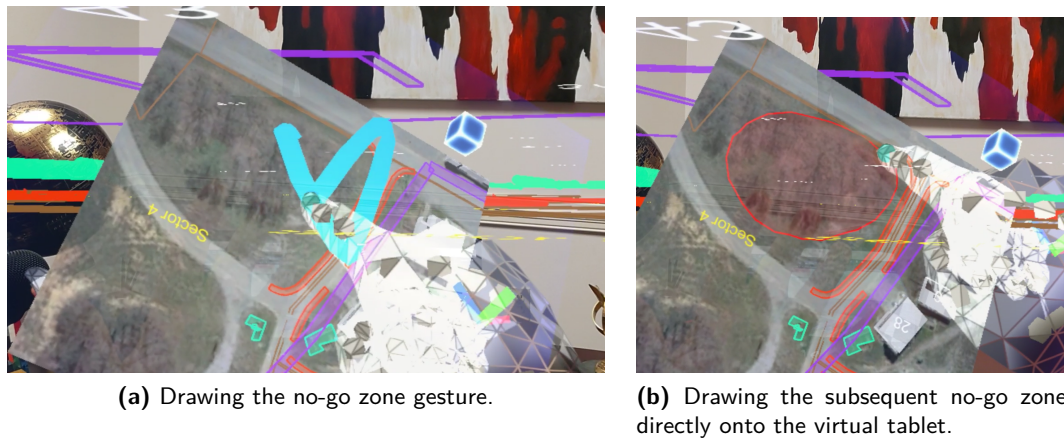 Sector 4
Sector 4
28
(a) Drawing the no-go zone gesture.
(b) Drawing the subsequent no-go zone
directly onto the virtual tablet.